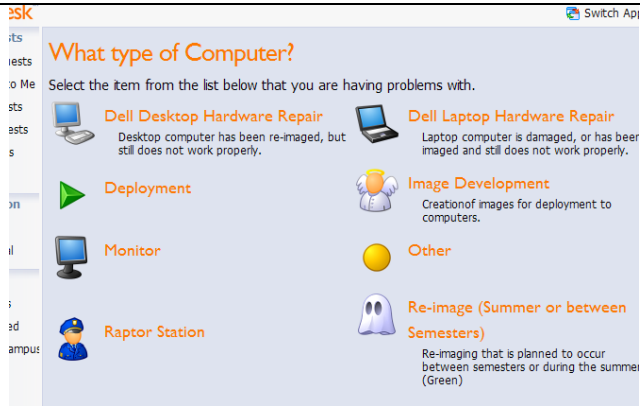 esk
Switch App
sts
What type of Computer?
ests
to Me
Select the item from the list below that you are having problems with.
sts
ests
s
Dell Desktop Hardware Repair
Desktop computer has been re-imaged, but
still does not work properly.
Dell Laptop Hardware Repair
Laptop computer is damaged, or has been
imaged and still does not work properly.
Deployment
Image Development
Creationof images for deployment to
computers.
on
Monitor
Other
al
s
ed
ampus
Raptor Station
Re-image (Summer or between
Semesters)
Re-imaging that is planned to occur
between semesters or during the summer
(Green)